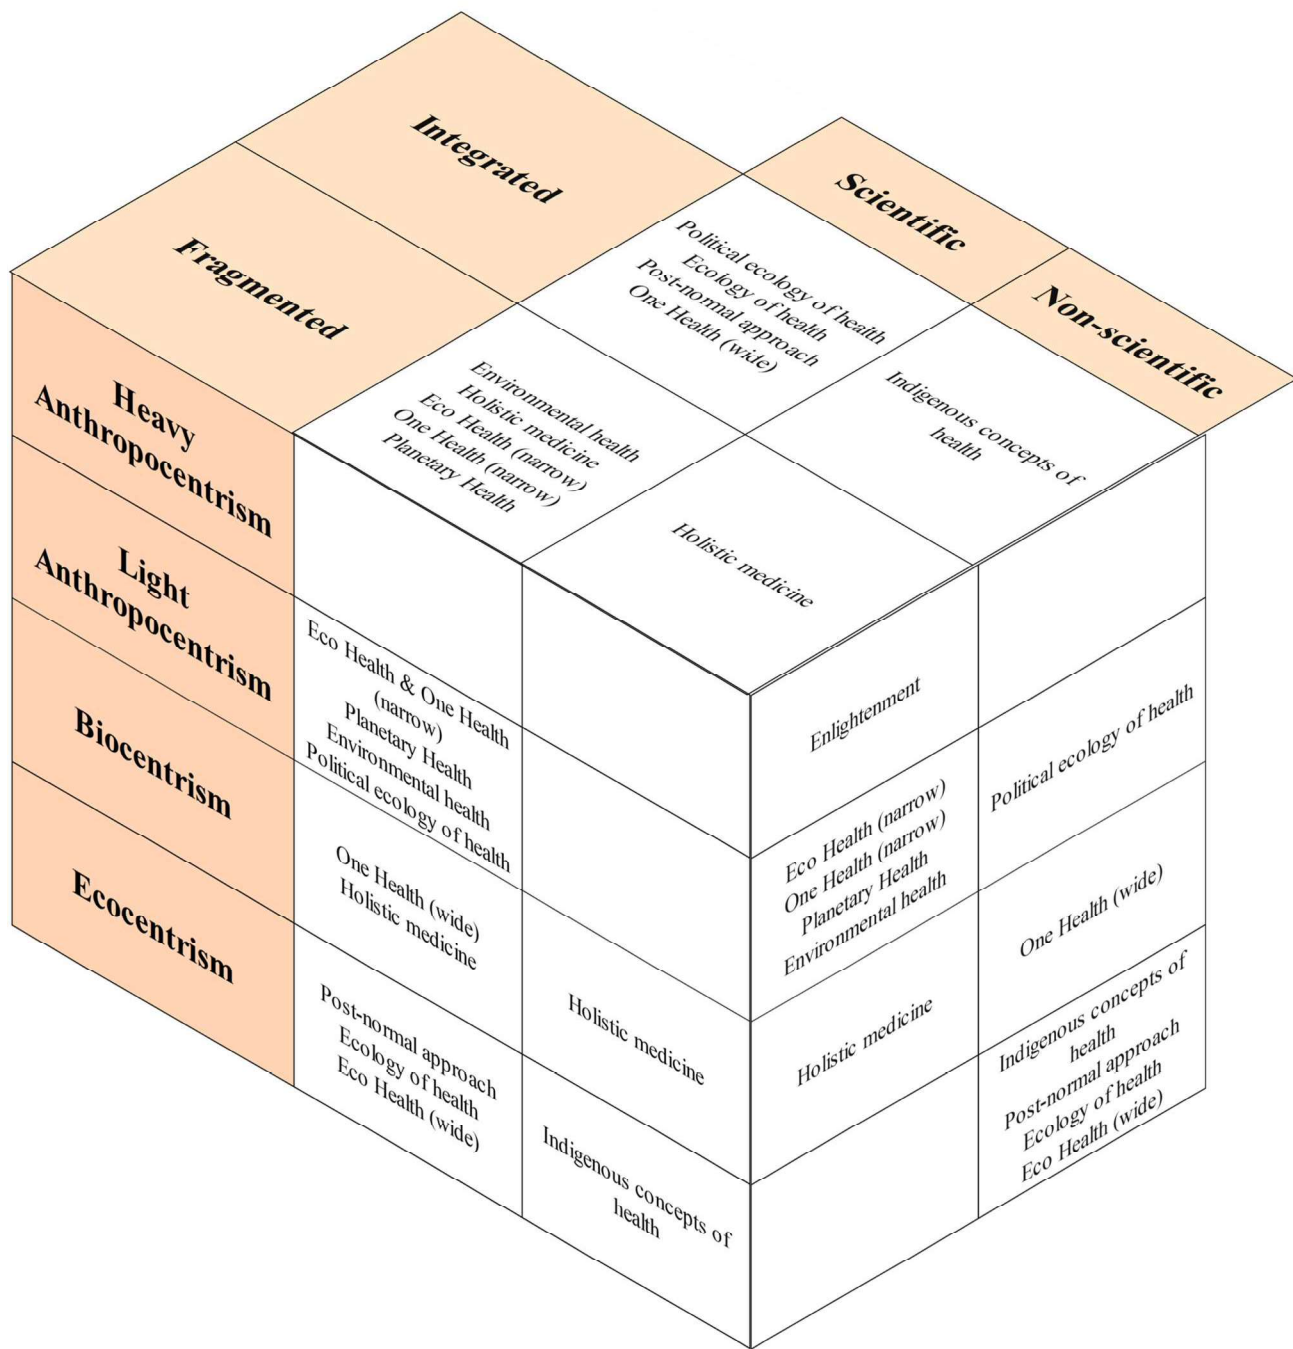 Integrated
Fragmented
Scientific
Non-scientific
Political ecology of health
Ecology of health
Post-normal approach
One Health (wide)
Indigenous concepts of
health
Environmental health
Holistic medicine
Eco Health (narrow)
One Health (narrow)
Planetary Health
Holistic medicine
Heavy
Anthropocentrism
Light
Anthropocentrism
Biocentrism
Ecocentrism
Eco Health & One Health
(narrow)
Planetary Health
Environmental health
Political ecology of health
One Health (wide)
Holistic medicine
Holistic medicine
Post-normal approach
Ecology of health
Eco Health (wide)
Indigenous concepts of
health
Enlightenment
Political ecology of health
Eco Health (narrow)
One Health (narrow)
Planetary Health
Environmental health
One Health (wide)
Holistic medicine
Indigenous concepts of
health
Post-normal approach
Ecology of health
Eco Health (wide)